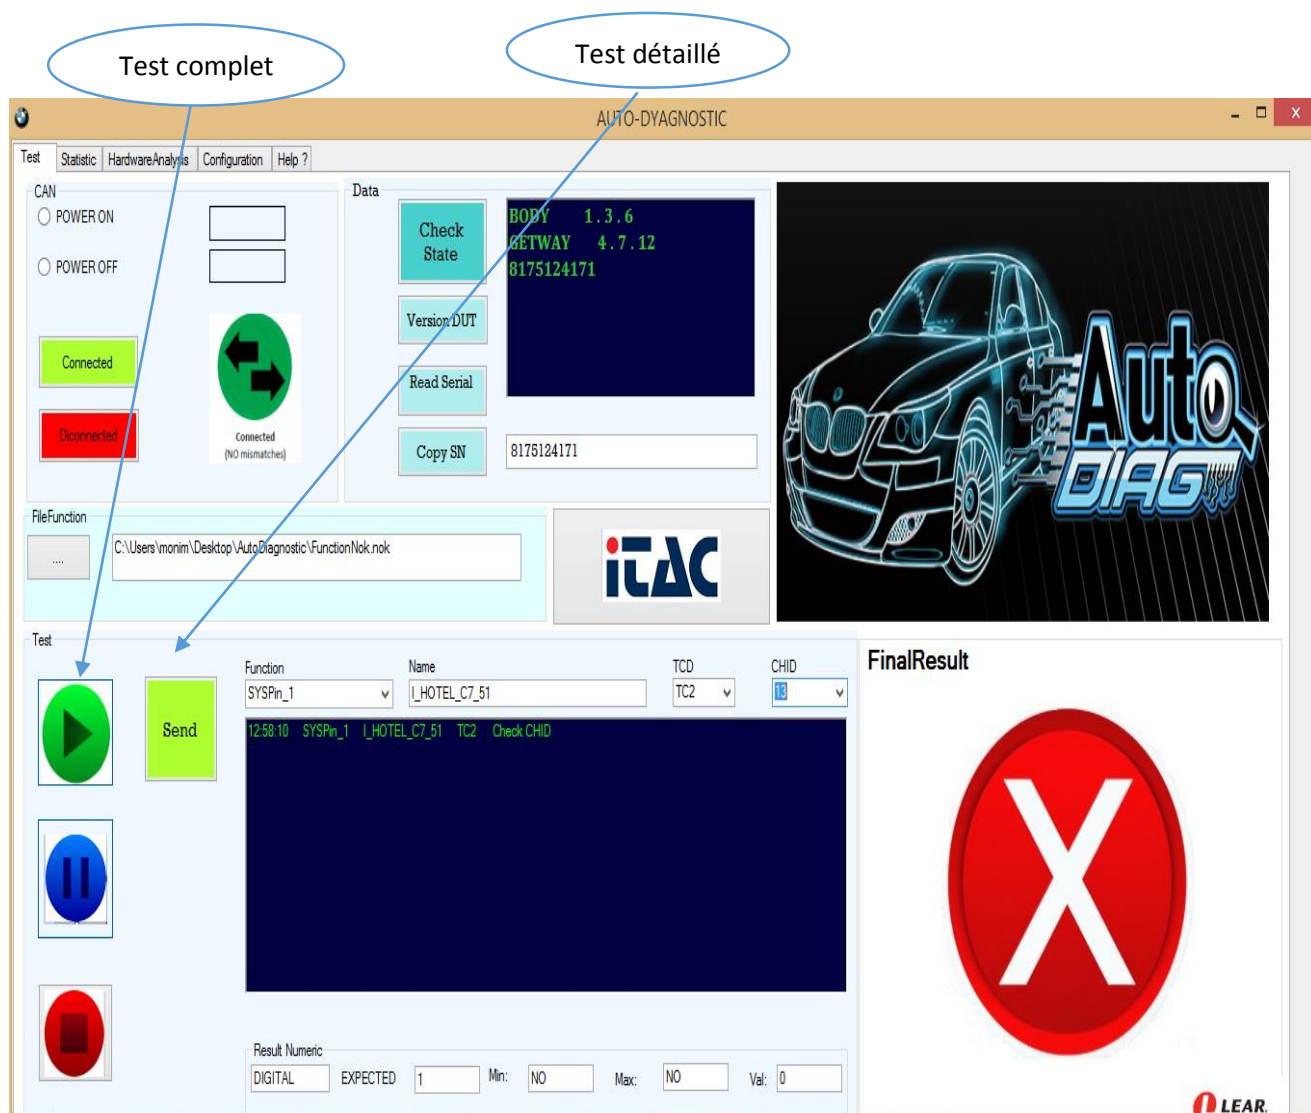 Test complet
Test détaillé
AUTO-DYAGNOSTIC
Test Statistic HardwareAnalysis Configuration Help ?
CAN
POWER ON
POWER OFF
Connected
Diconnected
Connected
(NO mismatches)
Data
Check
State
Version DUT
Read Serial
Copy SN
BODY 1.3.6
GETWAY 4.7.12
8175124171
8175124171
Auto
DIAG
FileFunction
....
C:\Users\monim\Desktop\AutoDiagnostic\FunctionNok.nok
iTAC
Test
Send
Function Name TCD CHID
SYSPin_1 I_HOTEL_C7_51 TC2 13
12:58:10 SYSPin_1 I_HOTEL_C7_51 TC2 Check CHID
Result Numeric
DIGITAL EXPECTED 1 Min: NO Max: NO Val: 0
FinalResult
X
LEAR.